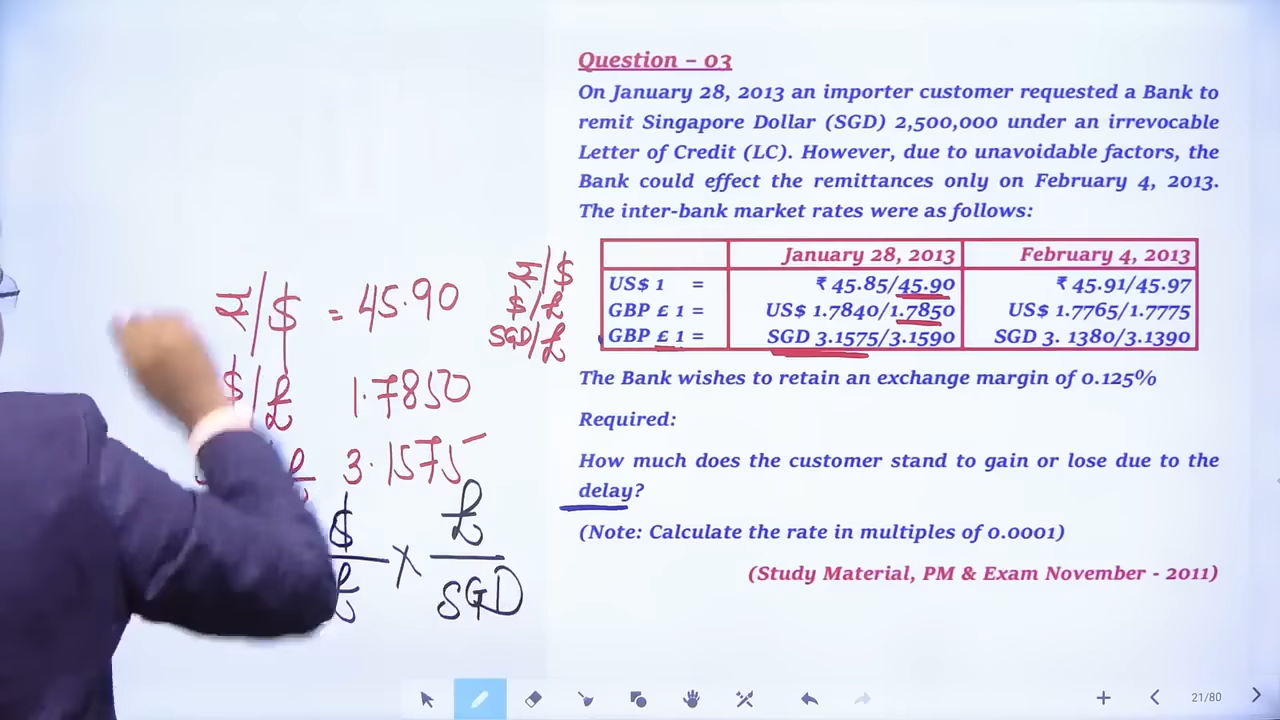 Question – 03
On January 28, 2013 an importer customer requested a Bank to
remit Singapore Dollar (SGD) 2,500,000 under an irrevocable
Letter of Credit (LC). However, due to unavoidable factors, the
Bank could effect the remittances only on February 4, 2013.
The inter-bank market rates were as follows:
January 28, 2013 February 4, 2013
US$ 1 = ₹ 45.85/45.90 ₹ 45.91/45.97
GBP £ 1 = US$ 1.7840/1.7850 US$ 1.7765/1.7775
GBP £ 1 = SGD 3.1575/3.1590 SGD 3. 1380/3.1390
The Bank wishes to retain an exchange margin of 0.125%
Required:
How much does the customer stand to gain or lose due to the
delay?
(Note: Calculate the rate in multiples of 0.0001)
(Study Material, PM & Exam November - 2011)
₹/$
$/£
SGD/£
₹/$ = 45.90
$/£ 1.7850
£ 3.1575
$/£ × £/SGD
21/80